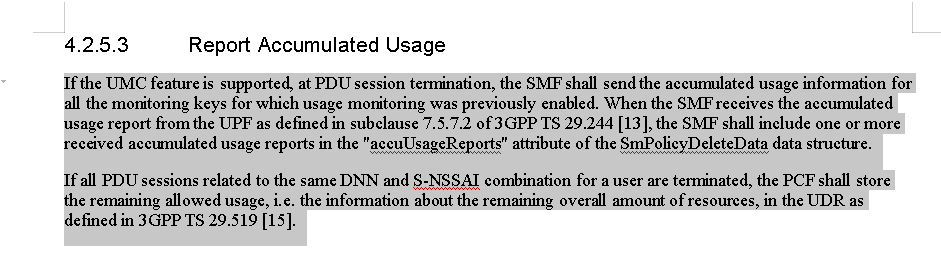 4.2.5.3 Report Accumulated Usage
If the UMC feature is supported, at PDU session termination, the SMF shall send the accumulated usage information for
all the monitoring keys for which usage monitoring was previously enabled. When the SMF receives the accumulated
usage report from the UPF as defined in subclause 7.5.7.2 of 3GPP TS 29.244 [13], the SMF shall include one or more
received accumulated usage reports in the "accuUsageReports" attribute of the SmPolicyDeleteData data structure.
If all PDU sessions related to the same DNN and S-NSSAI combination for a user are terminated, the PCF shall store
the remaining allowed usage, i.e. the information about the remaining overall amount of resources, in the UDR as
defined in 3GPP TS 29.519 [15].